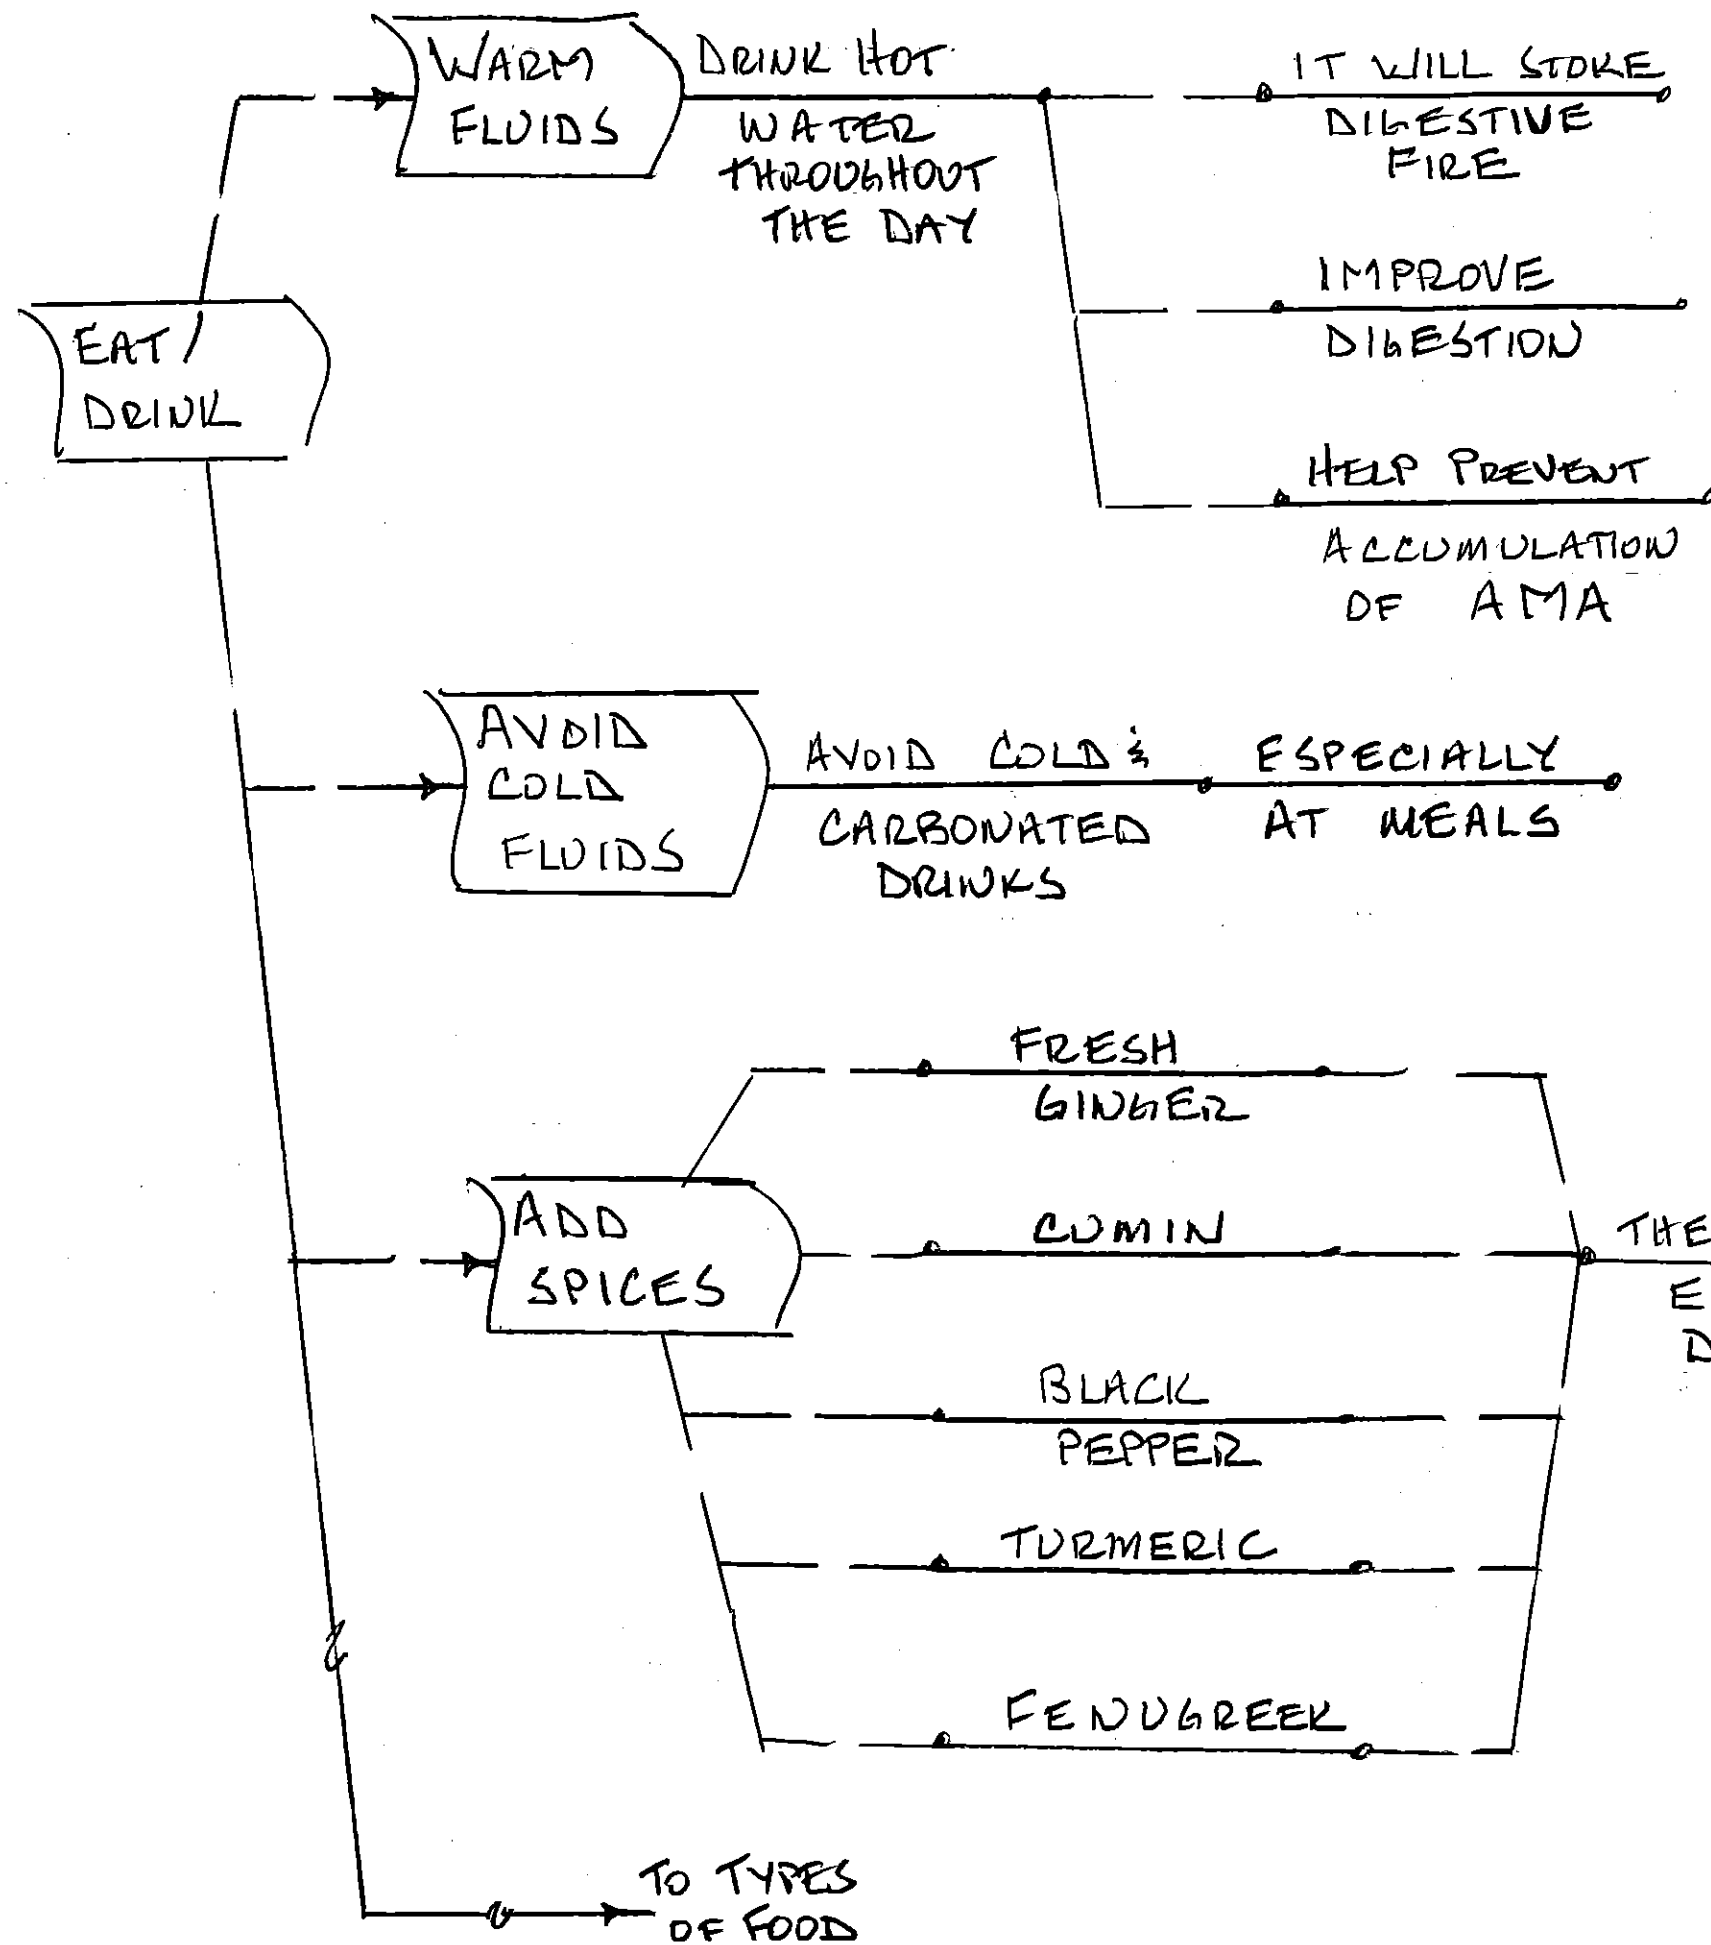 WARM
FLUIDS
DRINK HOT
WATER
THROUGHOUT
THE DAY
IT WILL STOKE
DIGESTIVE
FIRE
IMPROVE
DIGESTION
HELP PREVENT
ACCUMULATION
OF AMA
EAT /
DRINK
AVOID
COLD
FLUIDS
AVOID COLD &
CARBONATED
DRINKS
ESPECIALLY
AT MEALS
ADD
SPICES
FRESH
GINGER
CUMIN
BLACK
PEPPER
TURMERIC
FENUGREEK
THE
E
D
TO TYPES
OF FOOD